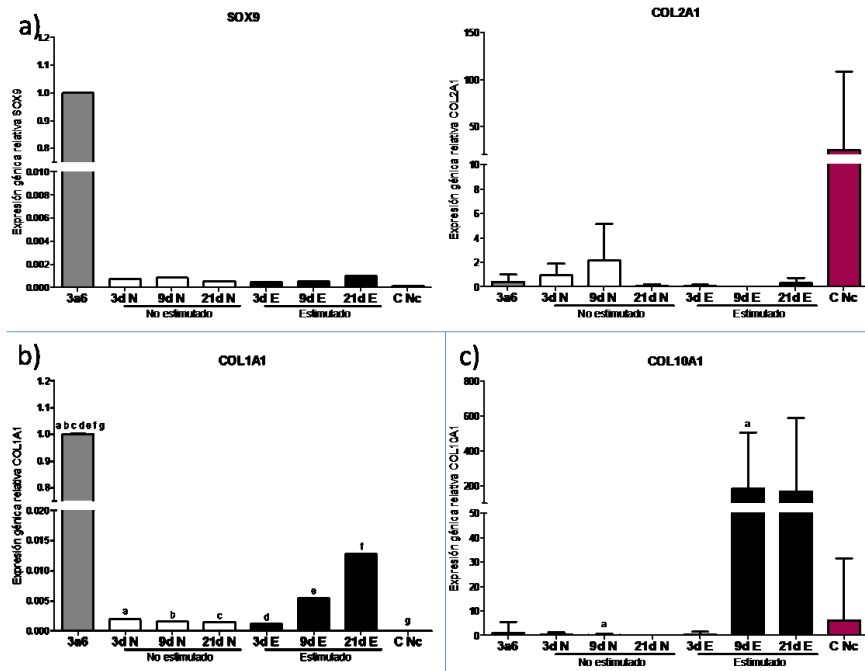 a)
SOX9
Expresión génica relativa SOX9
1.2
1.1
1.0
0.9
0.8
0.010
0.008
0.006
0.004
0.002
0.000
3a6 3d N 9d N 21d N 3d E 9d E 21d E C Nc
No estimulado Estimulado
COL2A1
Expresión génica relativa COL2A1
150
100
50
12
10
8
6
4
2
0
3a6 3d N 9d N 21d N 3d E 9d E 21d E C Nc
No estimulado Estimulado
b)
COL1A1
Expresión génica relativa COL1A1
1.2
1.1
1.0
0.9
0.8
0.020
0.015
0.010
0.005
0.000
a b c d e f g
a b c d e f g
3a6 3d N 9d N 21d N 3d E 9d E 21d E C Nc
No estimulado Estimulado
c)
COL10A1
Expresión génica relativa COL10A1
800
600
400
200
50
40
30
20
10
0
a a
3a6 3d N 9d N 21d N 3d E 9d E 21d E C Nc
No estimulado Estimulado